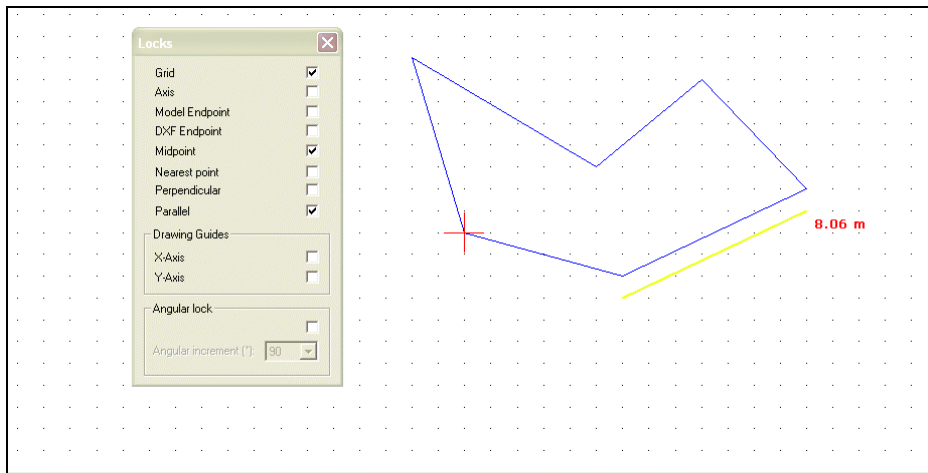 Locks
Grid
Axis
Model Endpoint
DXF Endpoint
Midpoint
Nearest point
Perpendicular
Parallel
Drawing Guides
X-Axis
Y-Axis
Angular lock
Angular increment (°): 90
8.06 m